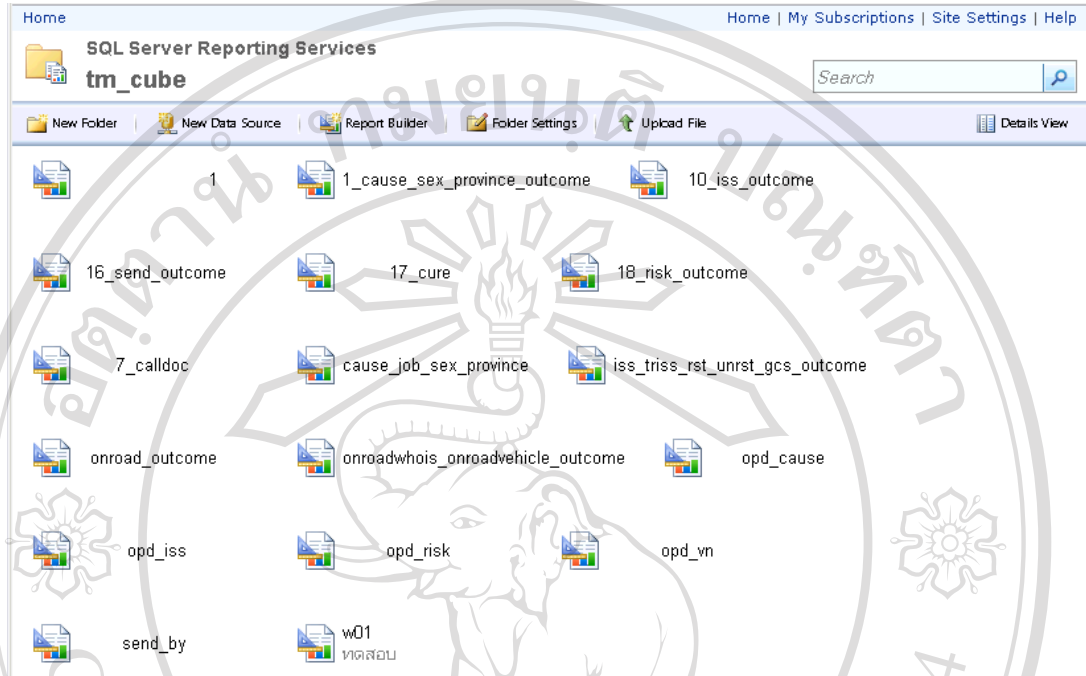 Home
Home | My Subscriptions | Site Settings | Help
SQL Server Reporting Services
tm_cube
Search
New Folder
New Data Source
Report Builder
Folder Settings
Upload File
Details View
1
1_cause_sex_province_outcome
10_iss_outcome
16_send_outcome
17_cure
18_risk_outcome
7_calldoc
cause_job_sex_province
iss_triss_rst_unrst_gcs_outcome
onroad_outcome
onroadwhois_onroadvehicle_outcome
opd_cause
opd_iss
opd_risk
opd_vn
send_by
w01
ทดสอบ